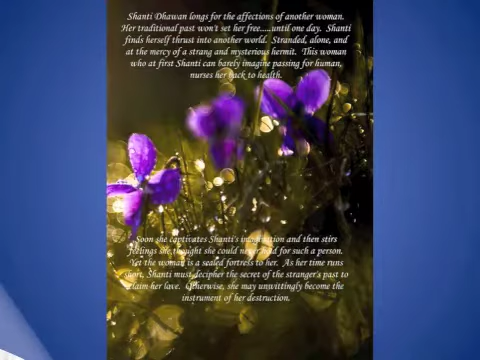 Shanti Dhawan longs for the affections of another woman.
Her traditional past won't set her free.....until one day. Shanti
finds herself thrust into another world. Stranded, alone, and
at the mercy of a strang and mysterious hermit. This woman
who at first Shanti can barely imagine passing for human,
nurses her back to health.
Soon she captivates Shanti's imagination and then stirs
feelings she thought she could never hold for such a person.
Yet the woman is a sealed fortress to her. As her time runs
short, Shanti must decipher the secret of the stranger's past to
claim her love. Otherwise, she may unwittingly become the
instrument of her destruction.